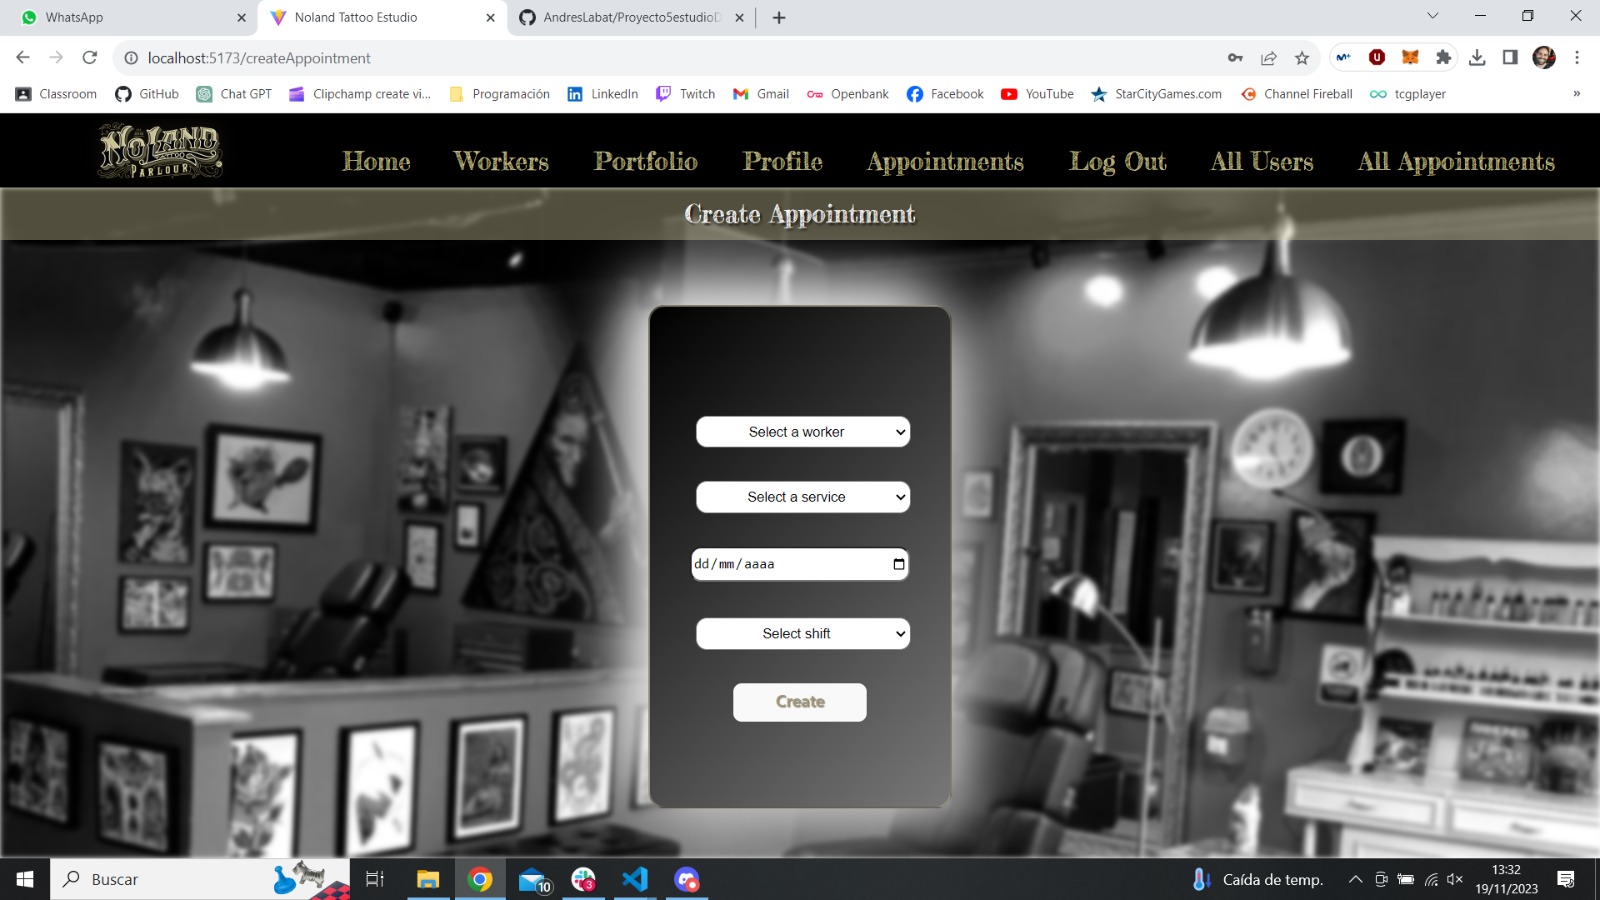 WhatsApp
Noland Tattoo Estudio
AndresLabat/Proyecto5estudioD
localhost:5173/createAppointment
Classroom
GitHub
Chat GPT
Clipchamp create vi...
Programación
LinkedIn
Twitch
Gmail
Openbank
Facebook
YouTube
StarCityGames.com
Channel Fireball
tcgplayer
»
NOLAND
TATTOO
PARLOUR
Home
Workers
Portfolio
Profile
Appointments
Log Out
All Users
All Appointments
Create Appointment
Select a worker
Select a service
dd/mm/aaaa
Select shift
Create
Buscar
10
3
Caída de temp.
13:32
19/11/2023